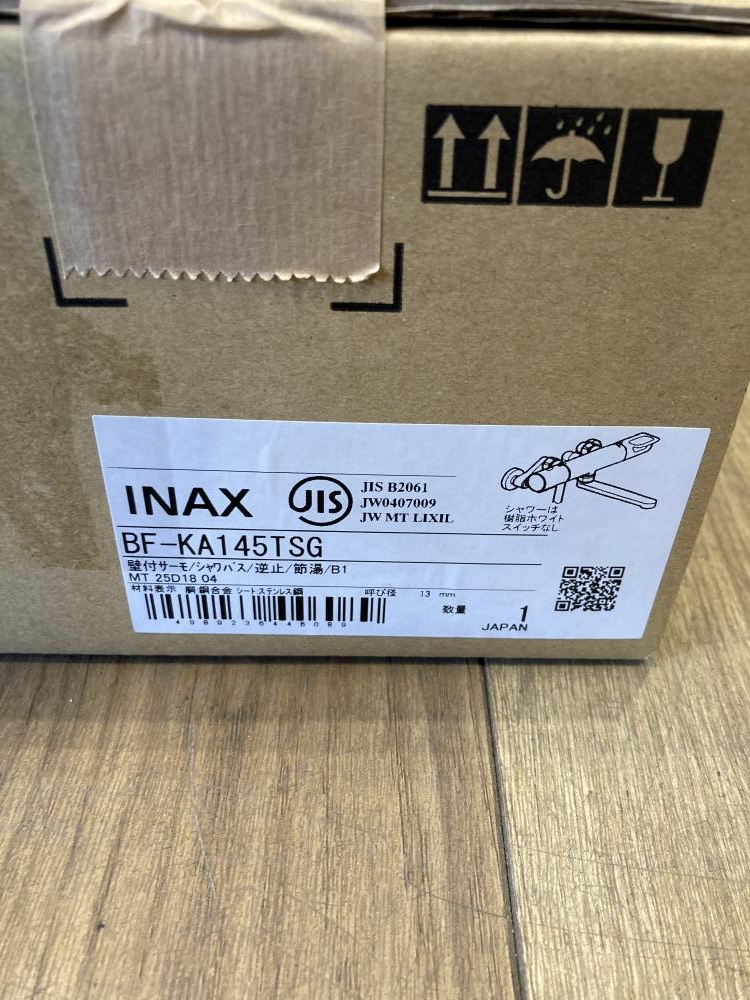 INAX
JIS
JIS B2061
JW0407009
JW MT LIXIL
シャワーは
樹脂ホワイト
スイッチなし
BF-KA145TSG
壁付サーモ/シャワバス/逆止/節湯/B1
MT 25D18 04
材料表示 胴 銅合金 シート ステンレス鋼 呼び径 13 mm
4989236446089
数量 1
JAPAN